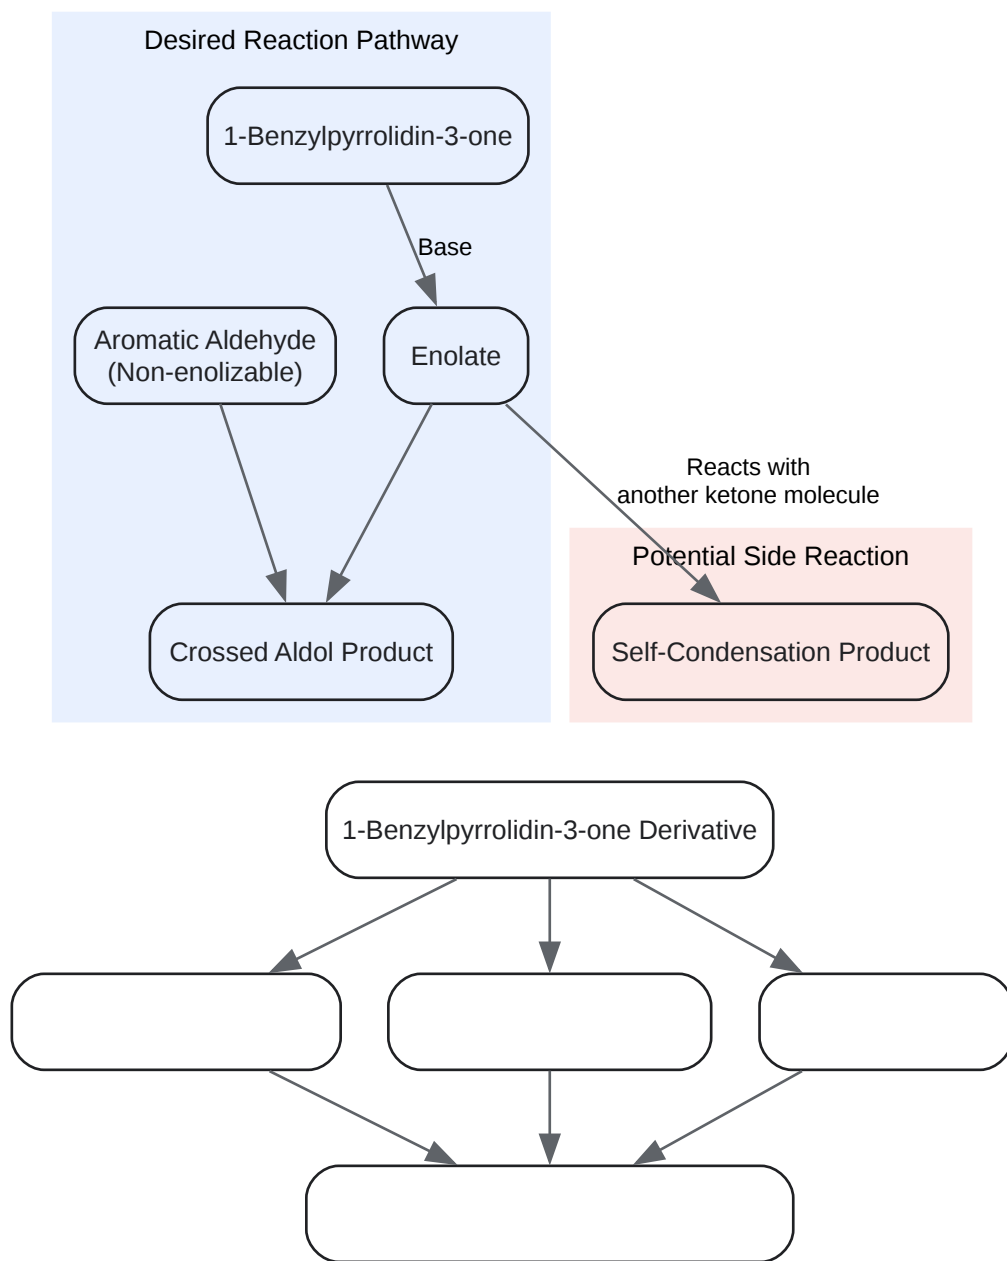 Desired Reaction Pathway
1-Benzylpyrrolidin-3-one
Base
Aromatic Aldehyde
(Non-enolizable)
Enolate
Reacts with
another ketone molecule
Potential Side Reaction
Crossed Aldol Product
Self-Condensation Product
1-Benzylpyrrolidin-3-one Derivative